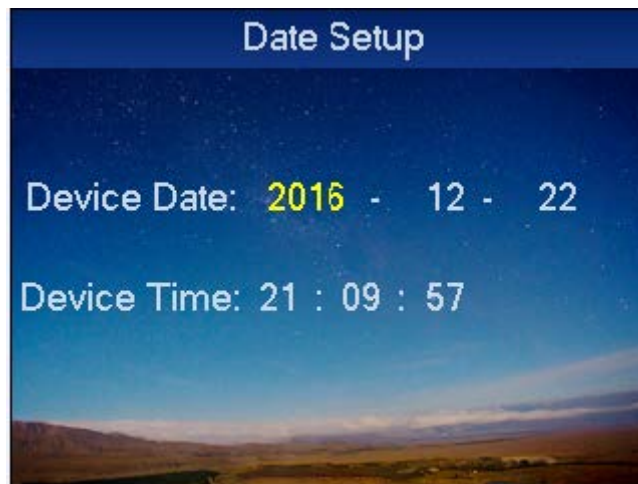 Date Setup
Device Date: 2016 - 12 - 22
Device Time: 21 : 09 : 57